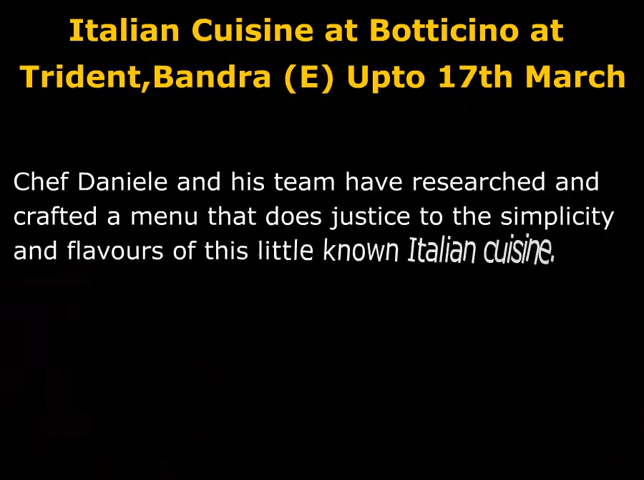 Italian Cuisine at Botticino at
Trident,Bandra (E) Upto 17th March
Chef Daniele and his team have researched and
crafted a menu that does justice to the simplicity
and flavours of this little known Italian cuisine.